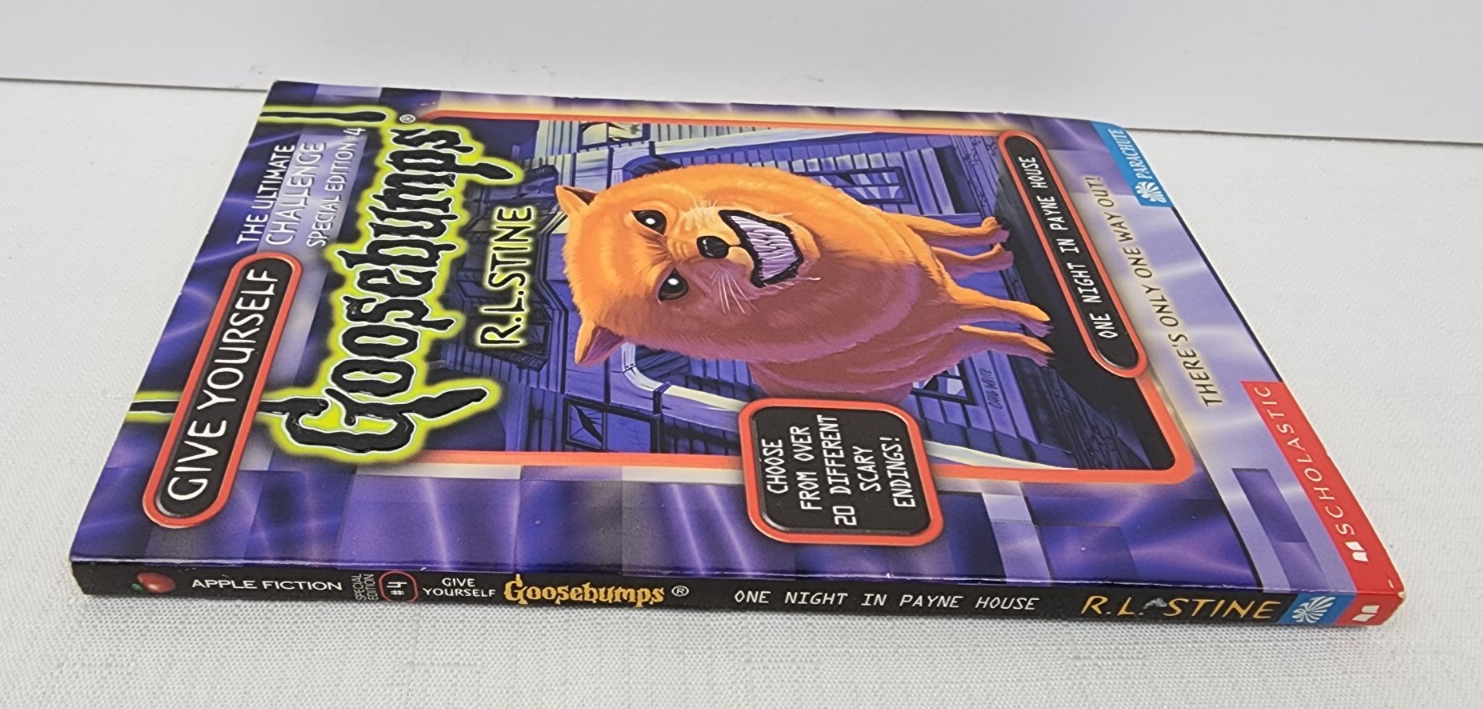 THE ULTIMATE
CHALLENGE
SPECIAL EDITION #4
GIVE YOURSELF
Goosebumps®
R.L. STINE
CHOOSE
FROM OVER
20 DIFFERENT
SCARY
ENDINGS!
ONE NIGHT IN PAYNE HOUSE
THERE'S ONLY ONE WAY OUT!
PARACHUTE
SCHOLASTIC
APPLE FICTION
SPECIAL
EDITION
#4
GIVE
YOURSELF
Goosebumps®
ONE NIGHT IN PAYNE HOUSE
R.L. STINE